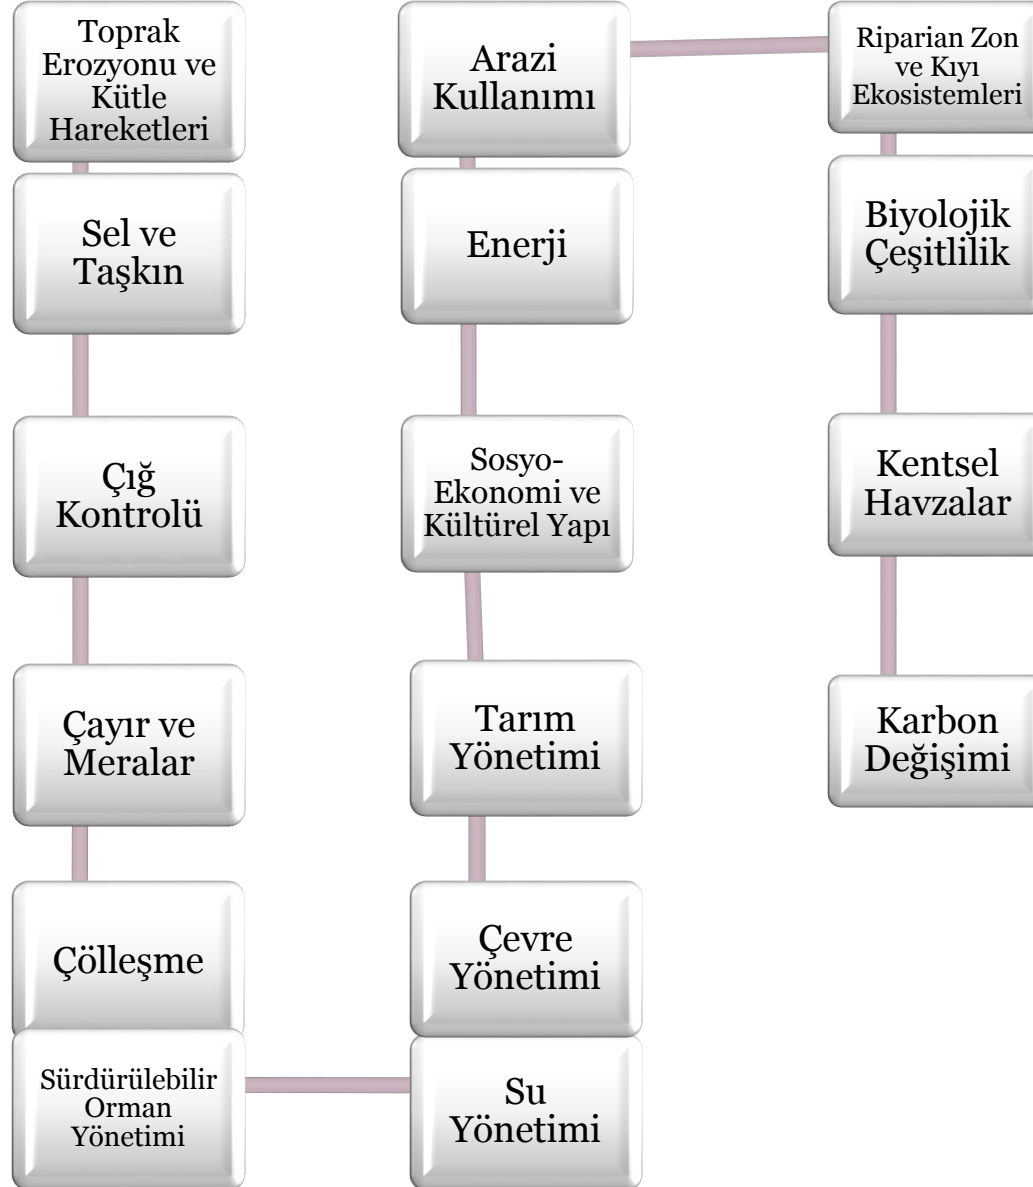 Toprak
Erozyonu ve
Kütle
Hareketleri
Sel ve
Taşkın
Çığ
Kontrolü
Çayır ve
Meralar
Çölleşme
Sürdürülebilir
Orman
Yönetimi
Su
Yönetimi
Çevre
Yönetimi
Tarım
Yönetimi
Sosyo-
Ekonomi ve
Kültürel Yapı
Enerji
Arazi
Kullanımı
Riparian Zon
ve Kıyı
Ekosistemleri
Biyolojik
Çeşitlilik
Kentsel
Havzalar
Karbon
Değişimi